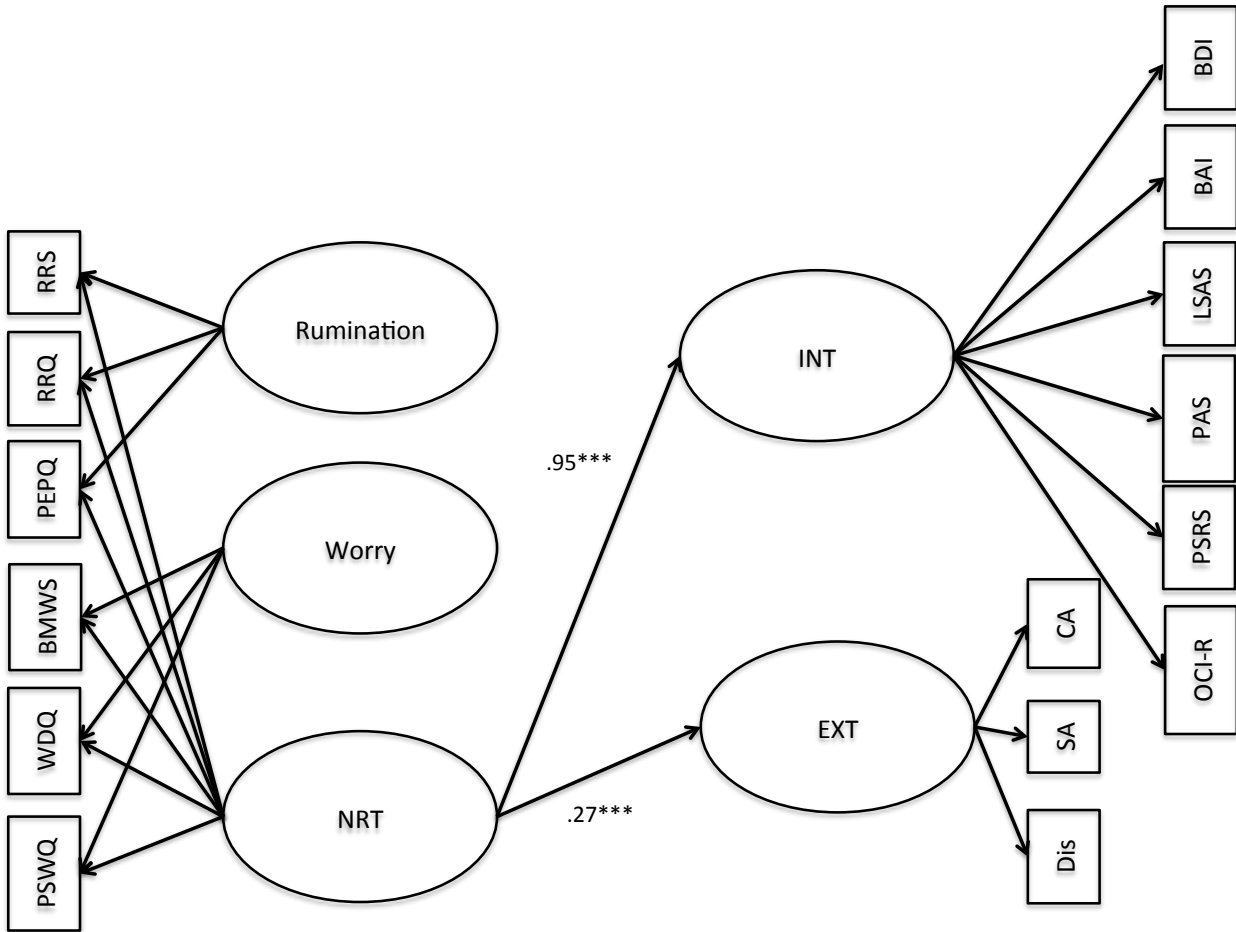 RRS
RRQ
PEPQ
BMWS
WDQ
PSWQ
Rumination
Worry
NRT
.95***
.27***
INT
EXT
BDI
BAI
LSAS
PAS
PSRS
OCI-R
CA
SA
Dis